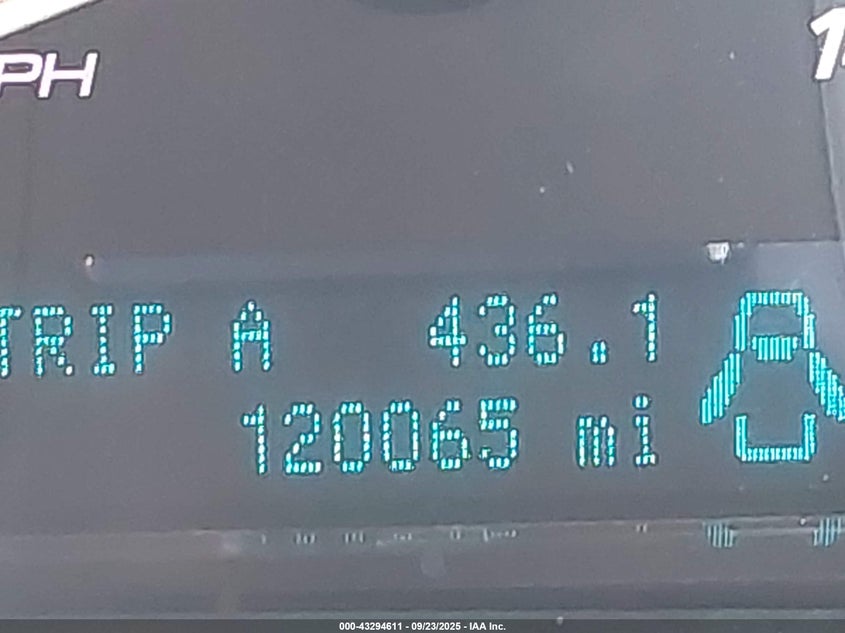 PH
TRIP A 436.1
120065 mi
000-43294611 - 09/23/2025 - IAA Inc.